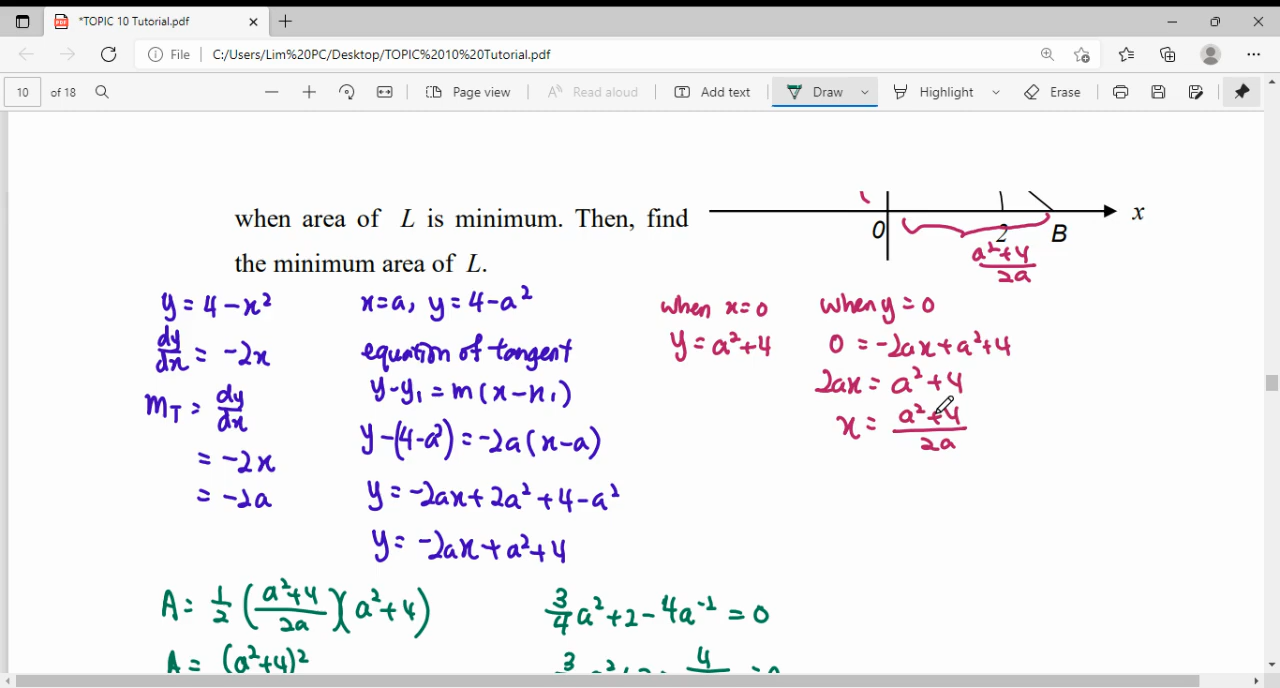 *TOPIC 10 Tutorial.pdf
File C:/Users/Lim%20PC/Desktop/TOPIC%2010%20Tutorial.pdf
10 of 18 Page view Read aloud Add text Draw Highlight Erase
when area of L is minimum. Then, find
the minimum area of L.
0 2 B x
a²+4
2a
y = 4 - x²
dy/dx = -2x
m_T = dy/dx
= -2x
= -2a
x=a, y = 4-a²
equation of tangent
y-y₁ = m(x-x₁)
y-(4-a²) = -2a(x-a)
y = -2ax+2a²+4-a²
y = -2ax+a²+4
when x=0
y = a²+4
when y=0
0 = -2ax+a²+4
2ax = a²+4
x = (a²+4)/2a
A = 1/2 (a²+4/2a)(a²+4)
A = (a²+4)²
3/4 a²+2-4a⁻² = 0